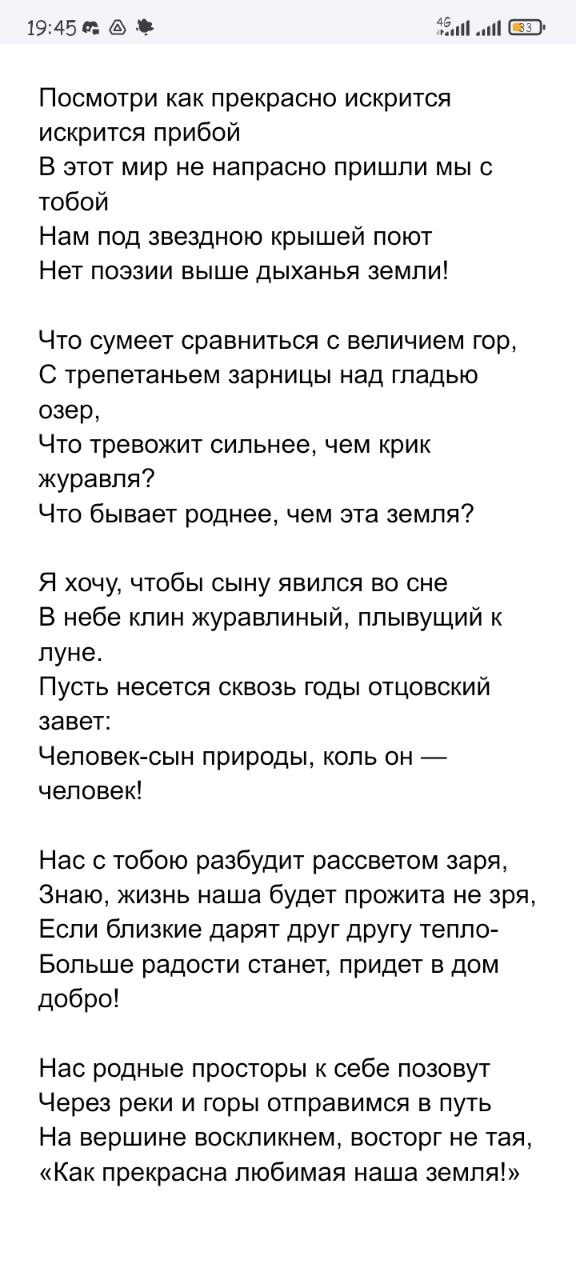 19:45
4G
83
Посмотри как прекрасно искрится
искрится прибой
В этот мир не напрасно пришли мы с
тобой
Нам под звездною крышей поют
Нет поэзии выше дыханья земли!
Что сумеет сравниться с величием гор,
С трепетаньем зарницы над гладью
озер,
Что тревожит сильнее, чем крик
журавля?
Что бывает роднее, чем эта земля?
Я хочу, чтобы сыну явился во сне
В небе клин журавлиный, плывущий к
луне.
Пусть несется сквозь годы отцовский
завет:
Человек-сын природы, коль он —
человек!
Нас с тобою разбудит рассветом заря,
Знаю, жизнь наша будет прожита не зря,
Если близкие дарят друг другу тепло-
Больше радости станет, придет в дом
добро!
Нас родные просторы к себе позовут
Через реки и горы отправимся в путь
На вершине воскликнем, восторг не тая,
«Как прекрасна любимая наша земля!»